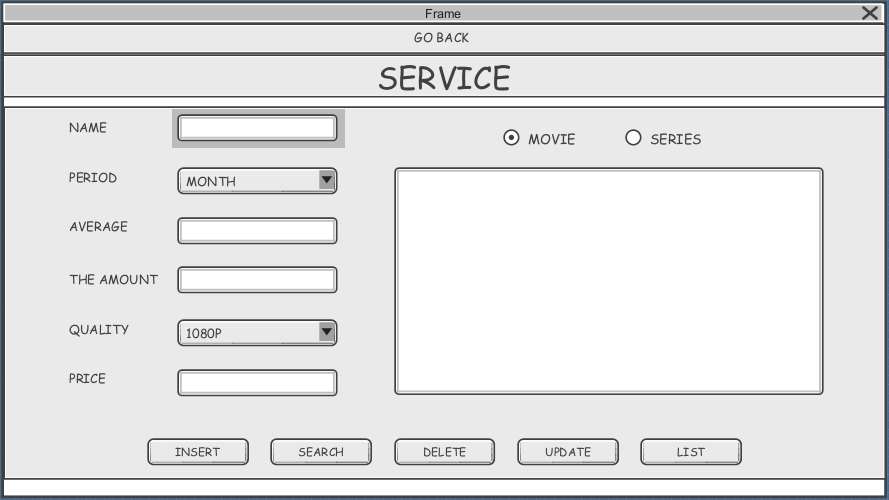 Frame
GO BACK
SERVICE
NAME
MOVIE
SERIES
PERIOD
MONTH
AVERAGE
THE AMOUNT
QUALITY
1080P
PRICE
INSERT
SEARCH
DELETE
UPDATE
LIST